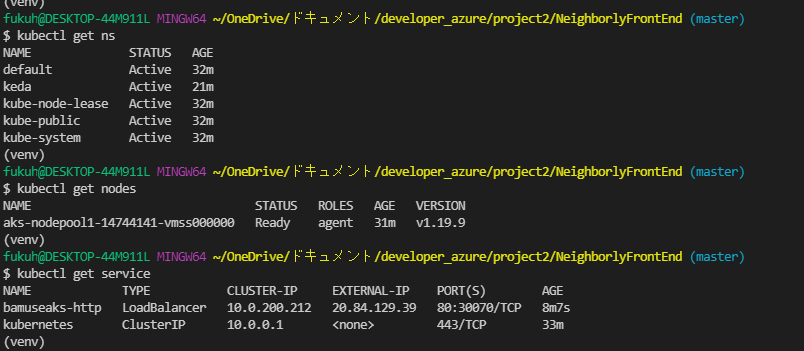 (venv)
fukuh@DESKTOP-44M911L MINGW64 ~/OneDrive/ドキュメント/developer_azure/project2/NeighborlyFrontEnd (master)
$ kubectl get ns
NAME              STATUS   AGE
default           Active   32m
keda              Active   21m
kube-node-lease   Active   32m
kube-public       Active   32m
kube-system       Active   32m
(venv)
fukuh@DESKTOP-44M911L MINGW64 ~/OneDrive/ドキュメント/developer_azure/project2/NeighborlyFrontEnd (master)
$ kubectl get nodes
NAME                                STATUS   ROLES   AGE   VERSION
aks-nodepool1-14744141-vmss000000   Ready    agent   31m   v1.19.9
(venv)
fukuh@DESKTOP-44M911L MINGW64 ~/OneDrive/ドキュメント/developer_azure/project2/NeighborlyFrontEnd (master)
$ kubectl get service
NAME            TYPE           CLUSTER-IP     EXTERNAL-IP    PORT(S)        AGE
bamuseaks-http   LoadBalancer   10.0.200.212   20.84.129.39   80:30070/TCP   8m7s
kubernetes      ClusterIP      10.0.0.1       <none>         443/TCP        33m
(venv)